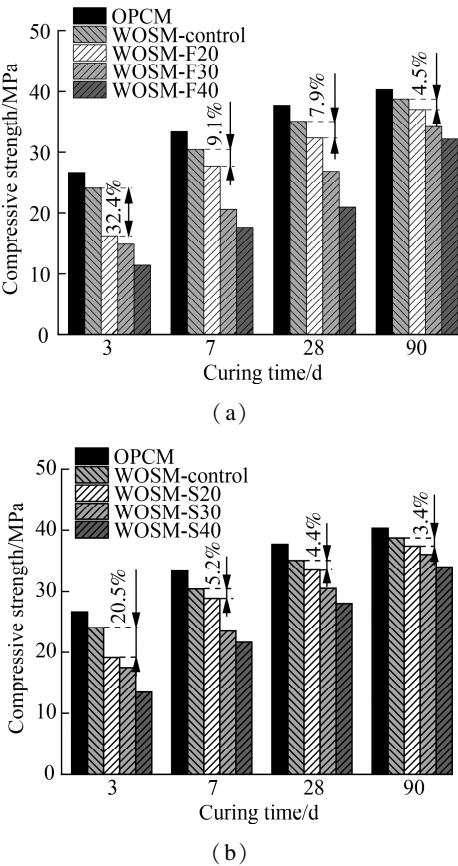 50
OPCM
WOSM-control
40
WOSM-F20
WOSM-F30
WOSM-F40
30
20
10
0
Compressive strength/MPa
32.4%
9.1%
7.9%
4.5%
3 7 28 90
Curing time/d
(a)
50
OPCM
WOSM-control
40
WOSM-S20
WOSM-S30
WOSM-S40
30
20
10
0
Compressive strength/MPa
20.5%
5.2%
4.4%
3.4%
3 7 28 90
Curing time/d
(b)